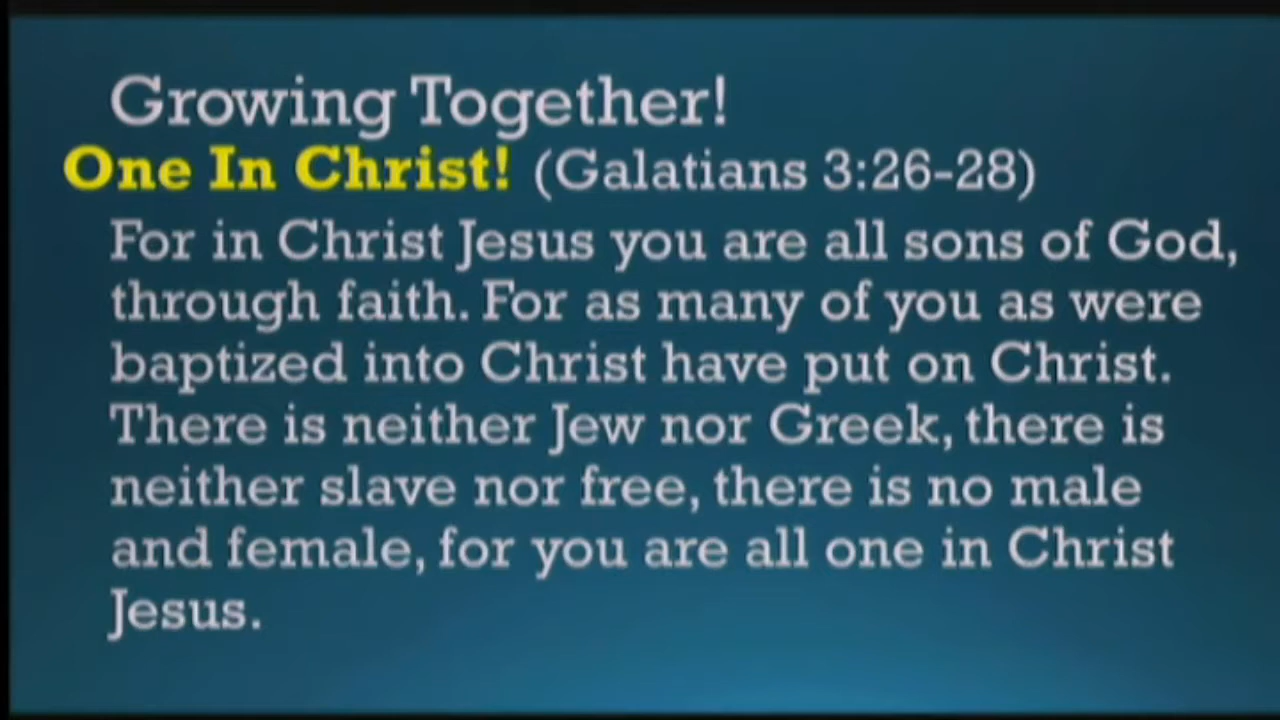 Growing Together!
One In Christ! (Galatians 3:26-28)
For in Christ Jesus you are all sons of God,
through faith. For as many of you as were
baptized into Christ have put on Christ.
There is neither Jew nor Greek, there is
neither slave nor free, there is no male
and female, for you are all one in Christ
Jesus.